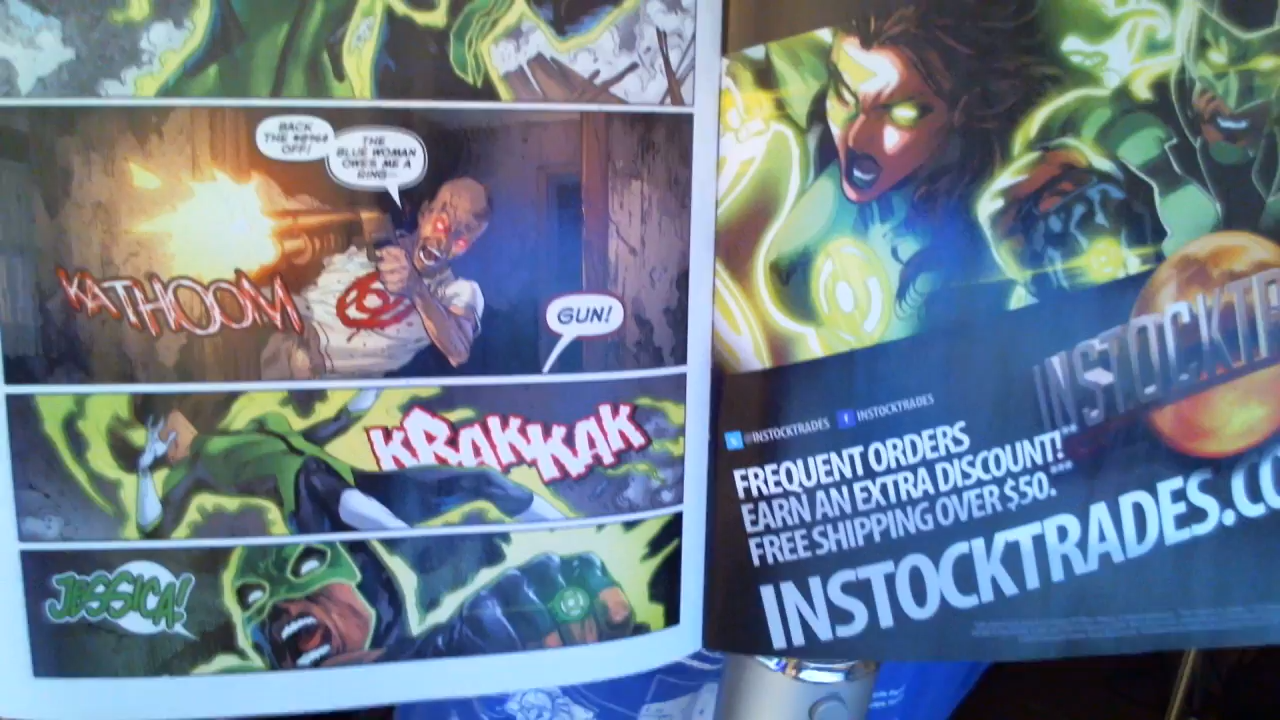 BACK
THE #@%&
OFF!
THE
BLUE WOMAN
OWES ME A
RING--
KATHOOM
GUN!
KRAKKAK
JESSICA!
INSTOCKTR
@INSTOCKTRADES
INSTOCKTRADES
FREQUENT ORDERS
EARN AN EXTRA DISCOUNT!**
FREE SHIPPING OVER $50.***
INSTOCKTRADES.CO